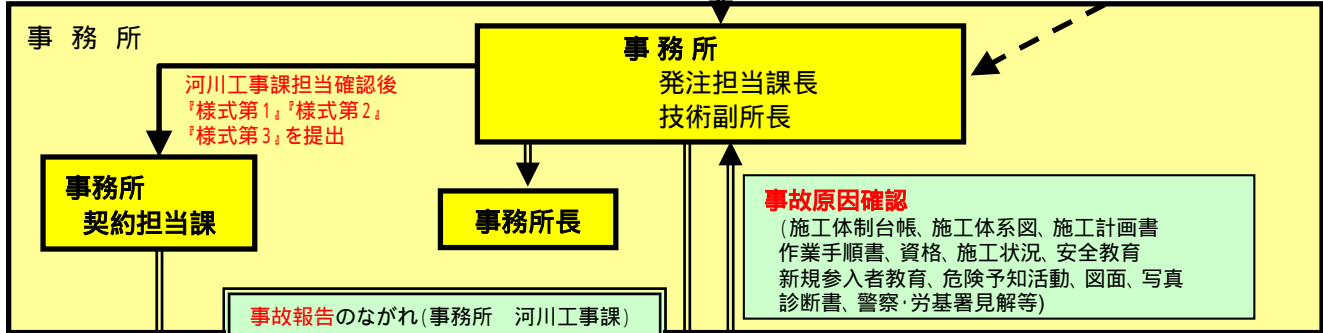 事 務 所
事 務 所
発注担当課長
技術副所長
河川工事課担当確認後
『様式第１』『様式第２』
『様式第３』を提出
事務所
契約担当課
事務所長
事故原因確認
(施工体制台帳、施工体系図、施工計画書
作業手順書、資格、施工状況、安全教育
新規参入者教育、危険予知活動、図面、写真
診断書、警察・労基署見解等)
事故報告のながれ(事務所　河川工事課)